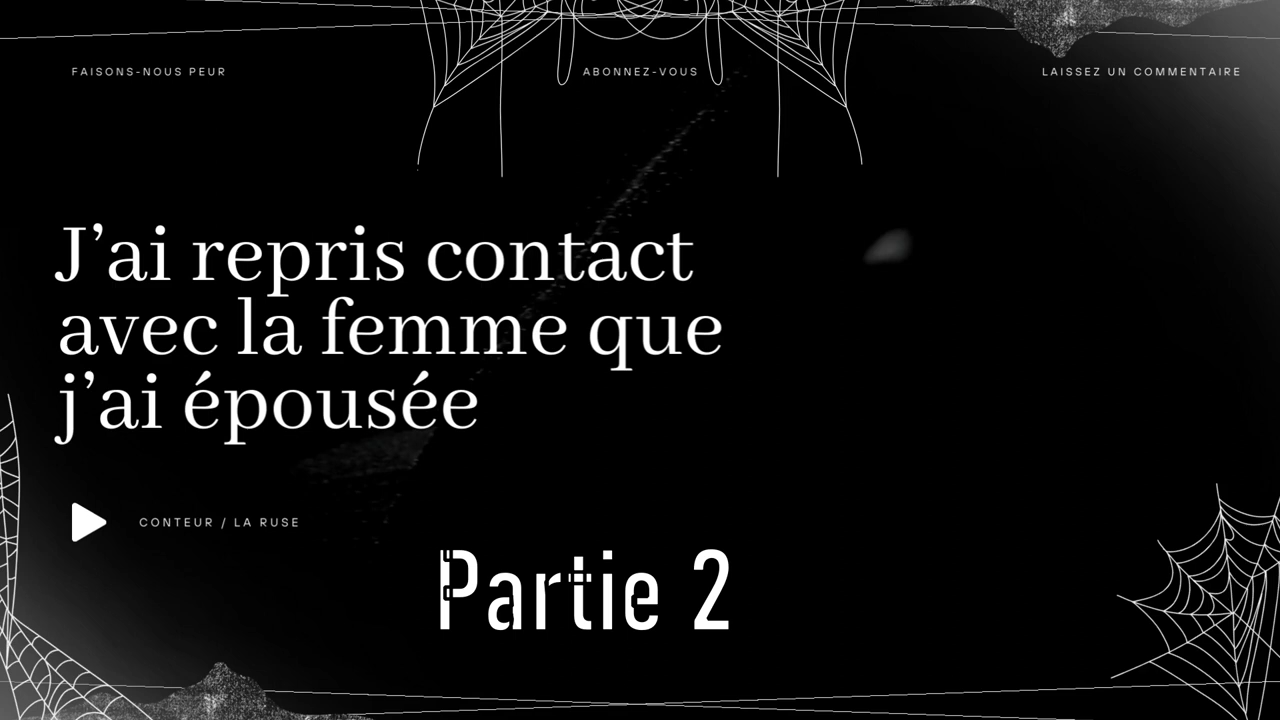 FAISONS-NOUS PEUR
ABONNEZ-VOUS
LAISSEZ UN COMMENTAIRE
J’ai repris contact
avec la femme que
j’ai épousée
CONTEUR / LA RUSE
Partie 2